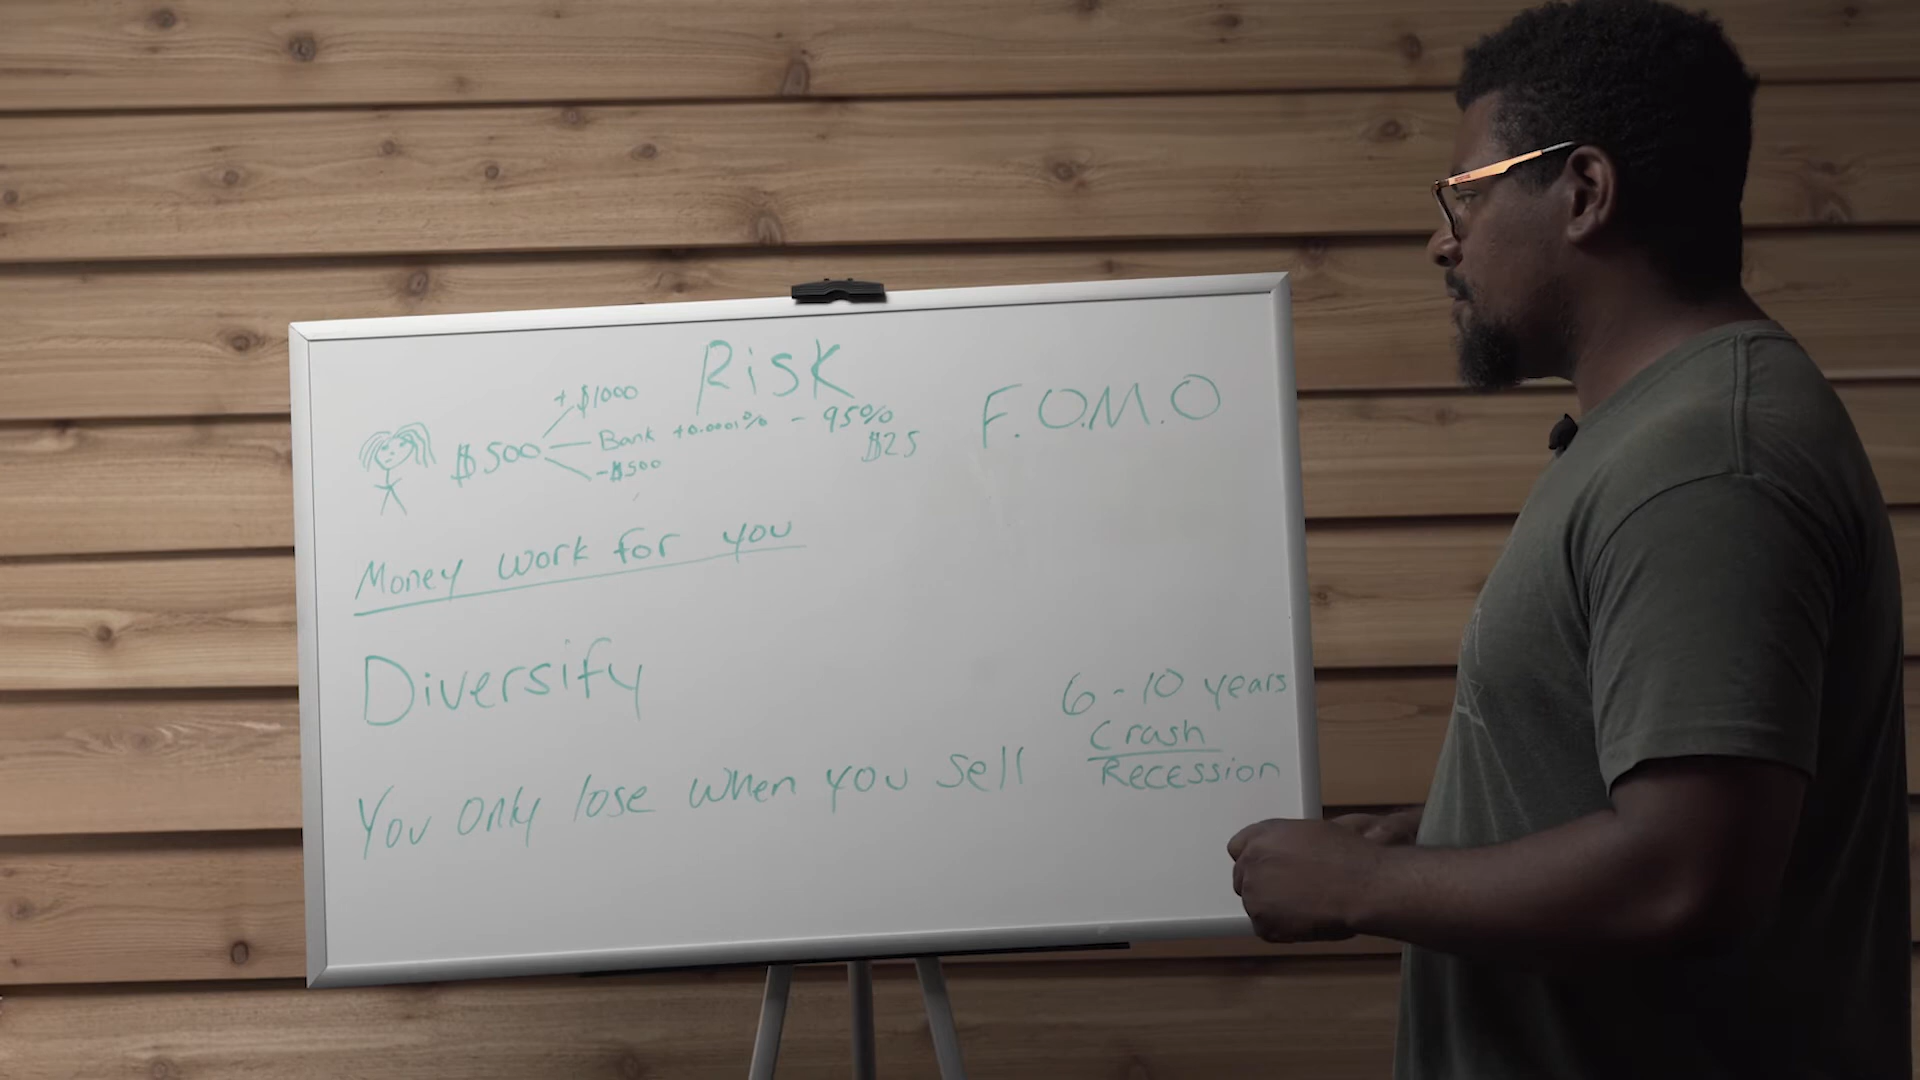 Risk
+ $1000
$500 Bank +0.0001% - 95%
-$500
$25
F.O.M.O
Money work for you
Diversify
You only lose when you sell
6-10 years
Crash
Recession